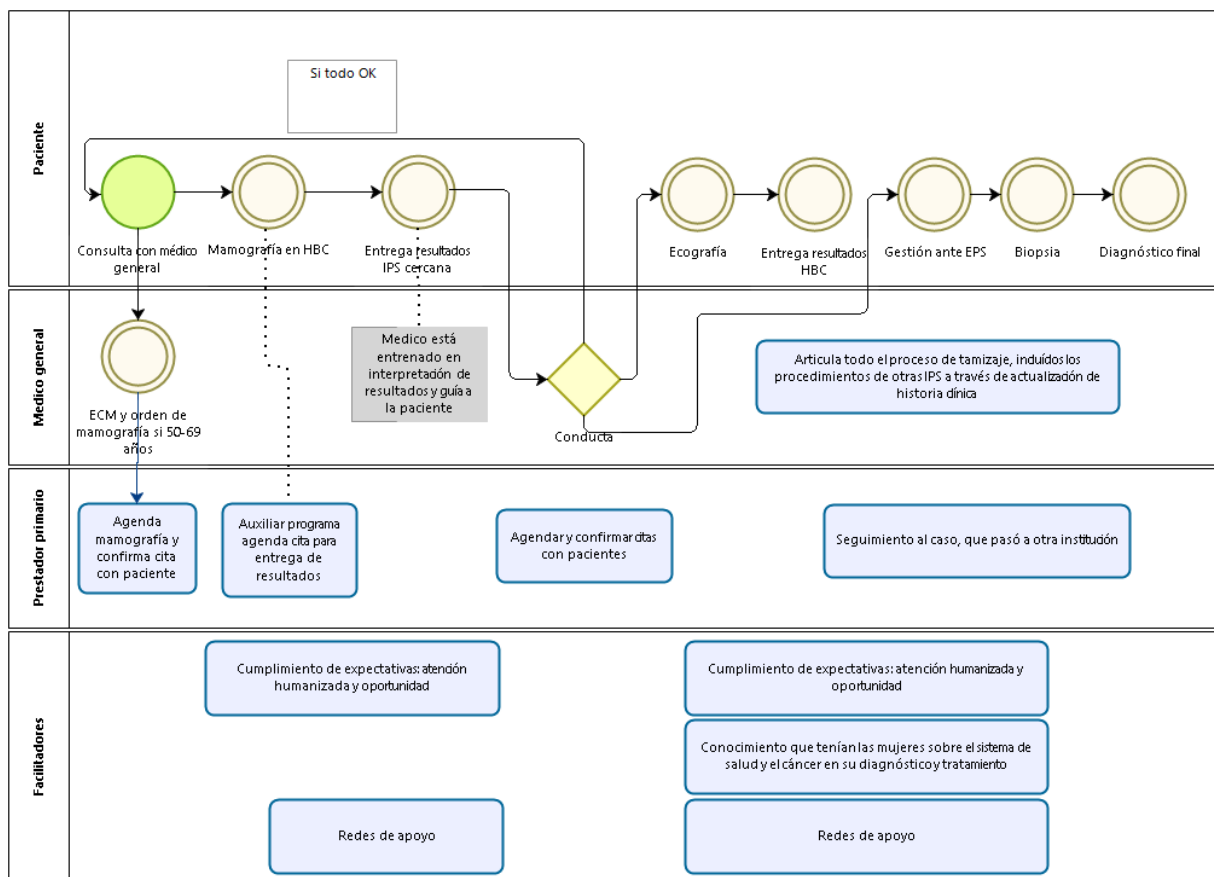 Paciente
Si todo OK
Consulta con médico
general
Mamografía en HBC
Entrega resultados
IPS cercana
Ecografía
Entrega resultados
HBC
Gestión ante EPS
Biopsia
Diagnóstico final
Medico general
ECM y orden de
mamografía si 50-69
años
Medico está
entrenado en
interpretación de
resultados y guía a
la paciente
Conducta
Articula todo el proceso de tamizaje, incluídos los
procedimientos de otras IPS a través de actualización de
historia clínica
Prestador primario
Agenda
mamografía y
confirma cita
con paciente
Auxiliar programa
agenda cita para
entrega de
resultados
Agendar y confirmar citas
con pacientes
Seguimiento al caso, que pasó a otra institución
Facilitadores
Cumplimiento de expectativas: atención
humanizada y oportunidad
Redes de apoyo
Cumplimiento de expectativas: atención humanizada y
oportunidad
Conocimiento que tenían las mujeres sobre el sistema de
salud y el cáncer en su diagnóstico y tratamiento
Redes de apoyo